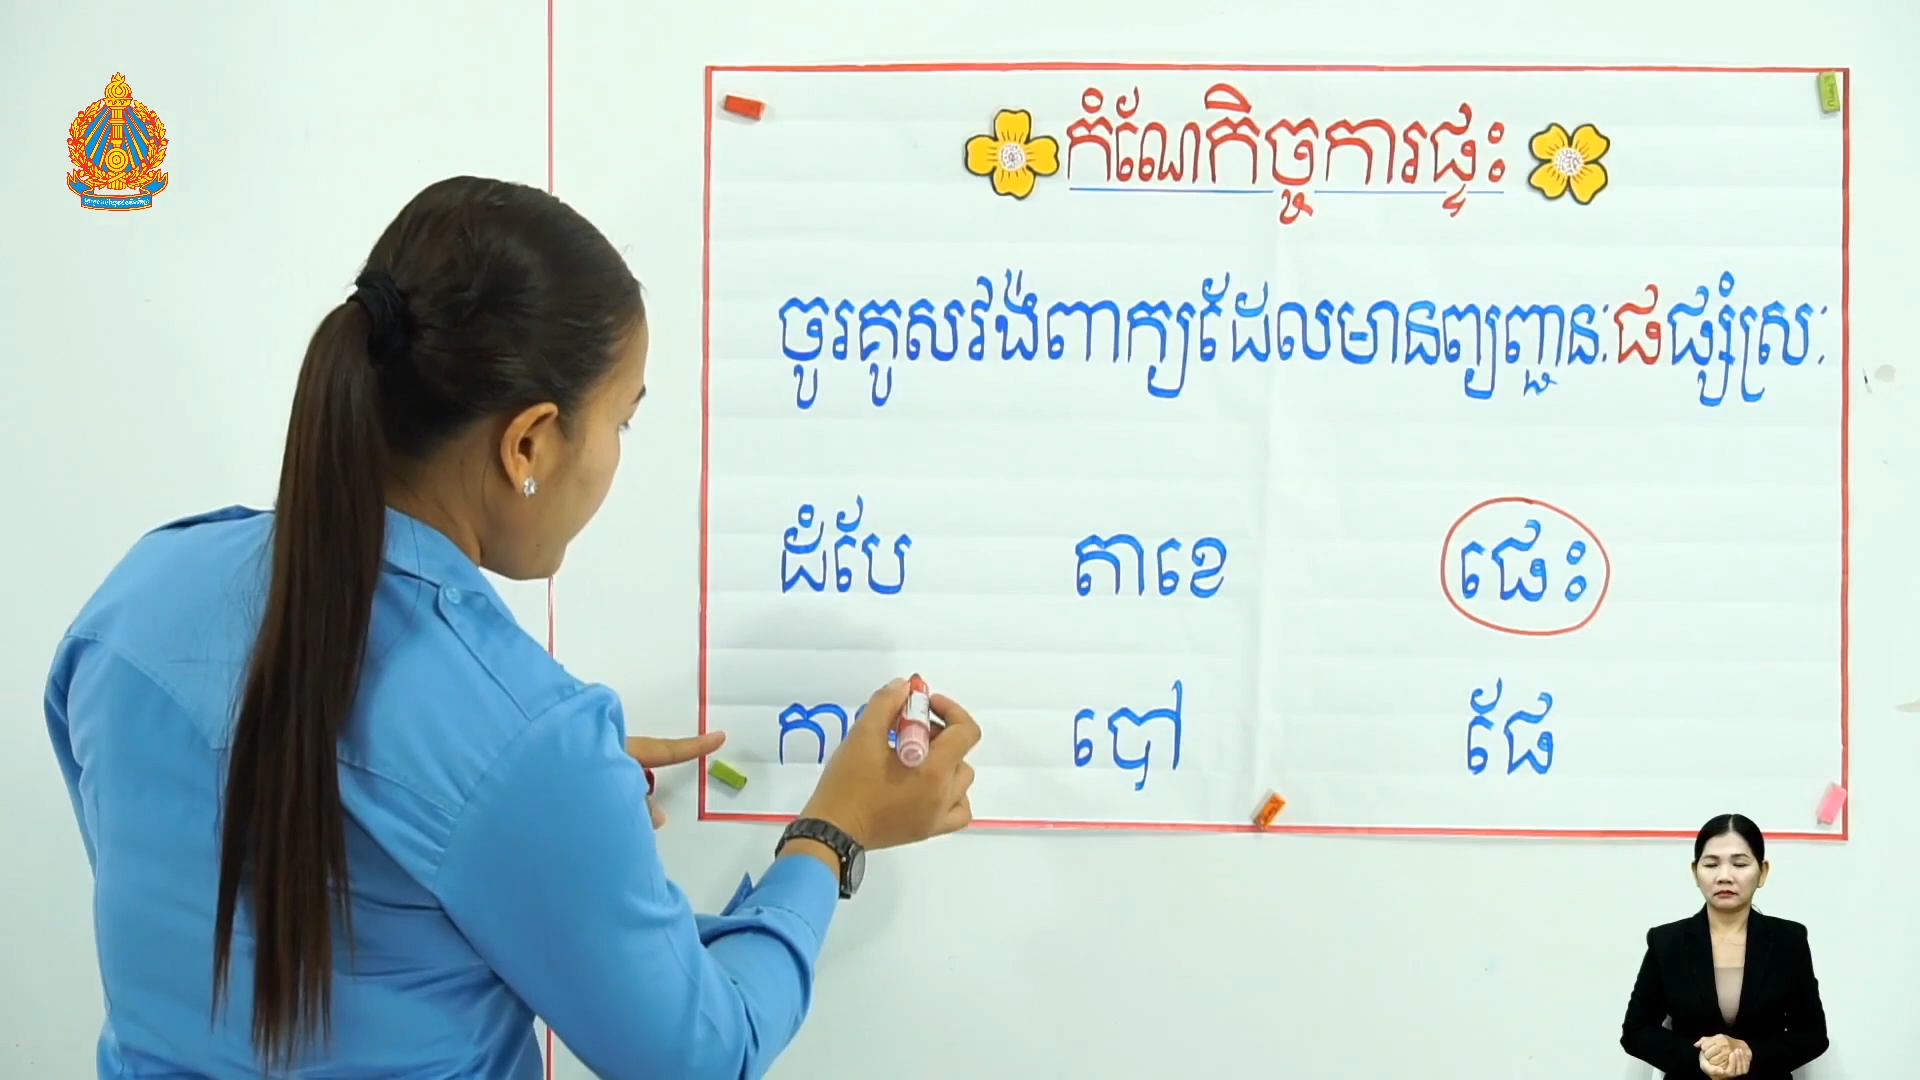 កំណែកិច្ចការផ្ទះ
ចូរគូសវង់ពាក្យដែលមានព្យញ្ជនៈផផ្សំស្រៈ
ដំបែ តាខេ ផេះ
បៅ ផែ